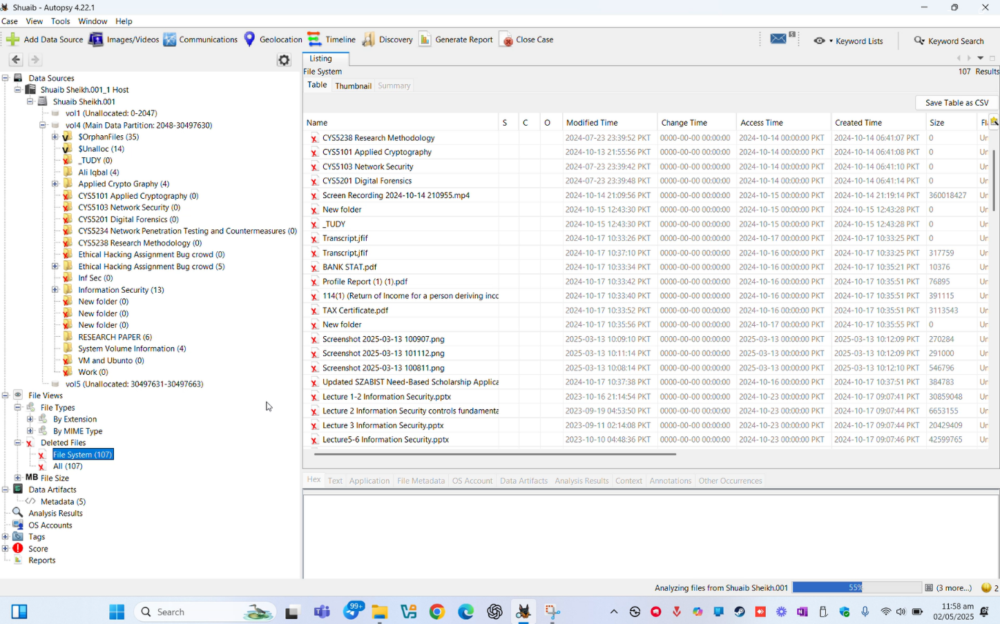 Shuaib - Autopsy 4.22.1
Case View Tools Window Help
Add Data Source Images/Videos Communications Geolocation Timeline Discovery Generate Report Close Case 5 Keyword Lists Keyword Search
Listing
File System 107 Results
Table Thumbnail Summary
Save Table as CSV
Data Sources
Shuaib Sheikh.001_1 Host
Shuaib Sheikh.001
vol1 (Unallocated: 0-2047)
vol4 (Main Data Partition: 2048-30497630)
$OrphanFiles (35)
$Unalloc (14)
_TUDY (0)
Ali Iqbal (4)
Applied Crypto Graphy (4)
CYS5101 Applied Cryptography (0)
CYS5103 Network Security (0)
CYS5201 Digital Forensics (0)
CYS5234 Network Penetration Testing and Countermeasures (0)
CYS5238 Research Methodology (0)
Ethical Hacking Assignment Bug crowd (0)
Ethical Hacking Assignment Bug crowd (5)
Inf Sec (0)
Information Security (13)
New folder (0)
New folder (0)
New folder (0)
RESEARCH PAPER (6)
System Volume Information (4)
VM and Ubunto (0)
Work (0)
vol5 (Unallocated: 30497631-30497663)
File Views
File Types
By Extension
By MIME Type
Deleted Files
File System (107)
All (107)
MB File Size
Data Artifacts
Metadata (5)
Analysis Results
OS Accounts
Tags
Score
Reports
Name S C O Modified Time Change Time Access Time Created Time Size Fl
CYS5238 Research Methodology 2024-07-23 23:39:52 PKT 0000-00-00 00:00:00 2024-10-14 00:00:00 PKT 2024-10-14 06:41:07 PKT 0 Ur
CYS5101 Applied Cryptography 2024-10-13 21:55:56 PKT 0000-00-00 00:00:00 2024-10-14 00:00:00 PKT 2024-10-14 06:41:08 PKT 0 Ur
CYS5103 Network Security 2024-07-23 23:39:42 PKT 0000-00-00 00:00:00 2024-10-14 00:00:00 PKT 2024-10-14 06:41:10 PKT 0 Ur
CYS5201 Digital Forensics 2024-07-23 23:39:48 PKT 0000-00-00 00:00:00 2024-10-14 00:00:00 PKT 2024-10-14 06:41:14 PKT 0 Ur
Screen Recording 2024-10-14 210955.mp4 2024-10-14 21:09:56 PKT 0000-00-00 00:00:00 2024-10-15 00:00:00 PKT 2024-10-14 21:19:14 PKT 360018427 Ur
New folder 2024-10-15 12:43:30 PKT 0000-00-00 00:00:00 2024-10-15 00:00:00 PKT 2024-10-15 12:43:28 PKT 0 Ur
_TUDY 2024-10-15 12:43:30 PKT 0000-00-00 00:00:00 2024-10-15 00:00:00 PKT 2024-10-15 12:43:28 PKT 0 Ur
Transcript.jfif 2024-10-17 10:33:26 PKT 0000-00-00 00:00:00 2024-10-17 00:00:00 PKT 2024-10-17 10:33:25 PKT 0 Ur
Transcript.jfif 2024-10-17 10:37:10 PKT 0000-00-00 00:00:00 2024-10-16 00:00:00 PKT 2024-10-17 10:33:25 PKT 317759 Ur
BANK STAT.pdf 2024-10-17 10:33:34 PKT 0000-00-00 00:00:00 2024-10-16 00:00:00 PKT 2024-10-17 10:35:21 PKT 10376 Ur
Profile Report (1) (1).pdf 2024-10-17 10:33:42 PKT 0000-00-00 00:00:00 2024-10-16 00:00:00 PKT 2024-10-17 10:35:51 PKT 76895 Ur
114(1) (Return of Income for a person deriving inc 2024-10-17 10:33:40 PKT 0000-00-00 00:00:00 2024-10-16 00:00:00 PKT 2024-10-17 10:35:51 PKT 391115 Ur
TAX Certificate.pdf 2024-10-17 10:33:52 PKT 0000-00-00 00:00:00 2024-10-16 00:00:00 PKT 2024-10-17 10:35:51 PKT 3113543 Ur
New folder 2024-10-17 10:35:56 PKT 0000-00-00 00:00:00 2024-10-17 00:00:00 PKT 2024-10-17 10:35:55 PKT 0 Ur
Screenshot 2025-03-13 100907.png 2025-03-13 10:09:10 PKT 0000-00-00 00:00:00 2025-03-13 00:00:00 PKT 2025-03-13 10:12:09 PKT 270284 Ur
Screenshot 2025-03-13 101112.png 2025-03-13 10:11:14 PKT 0000-00-00 00:00:00 2025-03-13 00:00:00 PKT 2025-03-13 10:12:09 PKT 291000 Ur
Screenshot 2025-03-13 100811.png 2025-03-13 10:08:14 PKT 0000-00-00 00:00:00 2025-03-13 00:00:00 PKT 2025-03-13 10:12:10 PKT 546796 Ur
Updated SZABIST Need-Based Scholarship Applica 2024-10-17 10:37:38 PKT 0000-00-00 00:00:00 2024-10-16 00:00:00 PKT 2024-10-17 10:37:51 PKT 384783 Ur
Lecture 1-2 Information Security.pptx 2023-10-16 21:14:54 PKT 0000-00-00 00:00:00 2024-10-23 00:00:00 PKT 2024-10-17 09:07:41 PKT 30859048 Ur
Lecture 2 Information Security controls fundamenta 2023-09-19 04:53:50 PKT 0000-00-00 00:00:00 2024-10-23 00:00:00 PKT 2024-10-17 09:07:44 PKT 6653155 Ur
Lecture 3 Information Security.pptx 2023-09-11 02:14:08 PKT 0000-00-00 00:00:00 2024-10-23 00:00:00 PKT 2024-10-17 09:07:44 PKT 20429409 Ur
Lecture5-6 Information Security.pptx 2023-10-10 04:48:36 PKT 0000-00-00 00:00:00 2024-10-23 00:00:00 PKT 2024-10-17 09:07:46 PKT 42599765 Ur
Hex Text Application File Metadata OS Account Data Artifacts Analysis Results Context Annotations Other Occurrences
Analyzing files from Shuaib Sheikh.001 55% (3 more...) 2
Search 99+ 11:58 am
02/05/2025